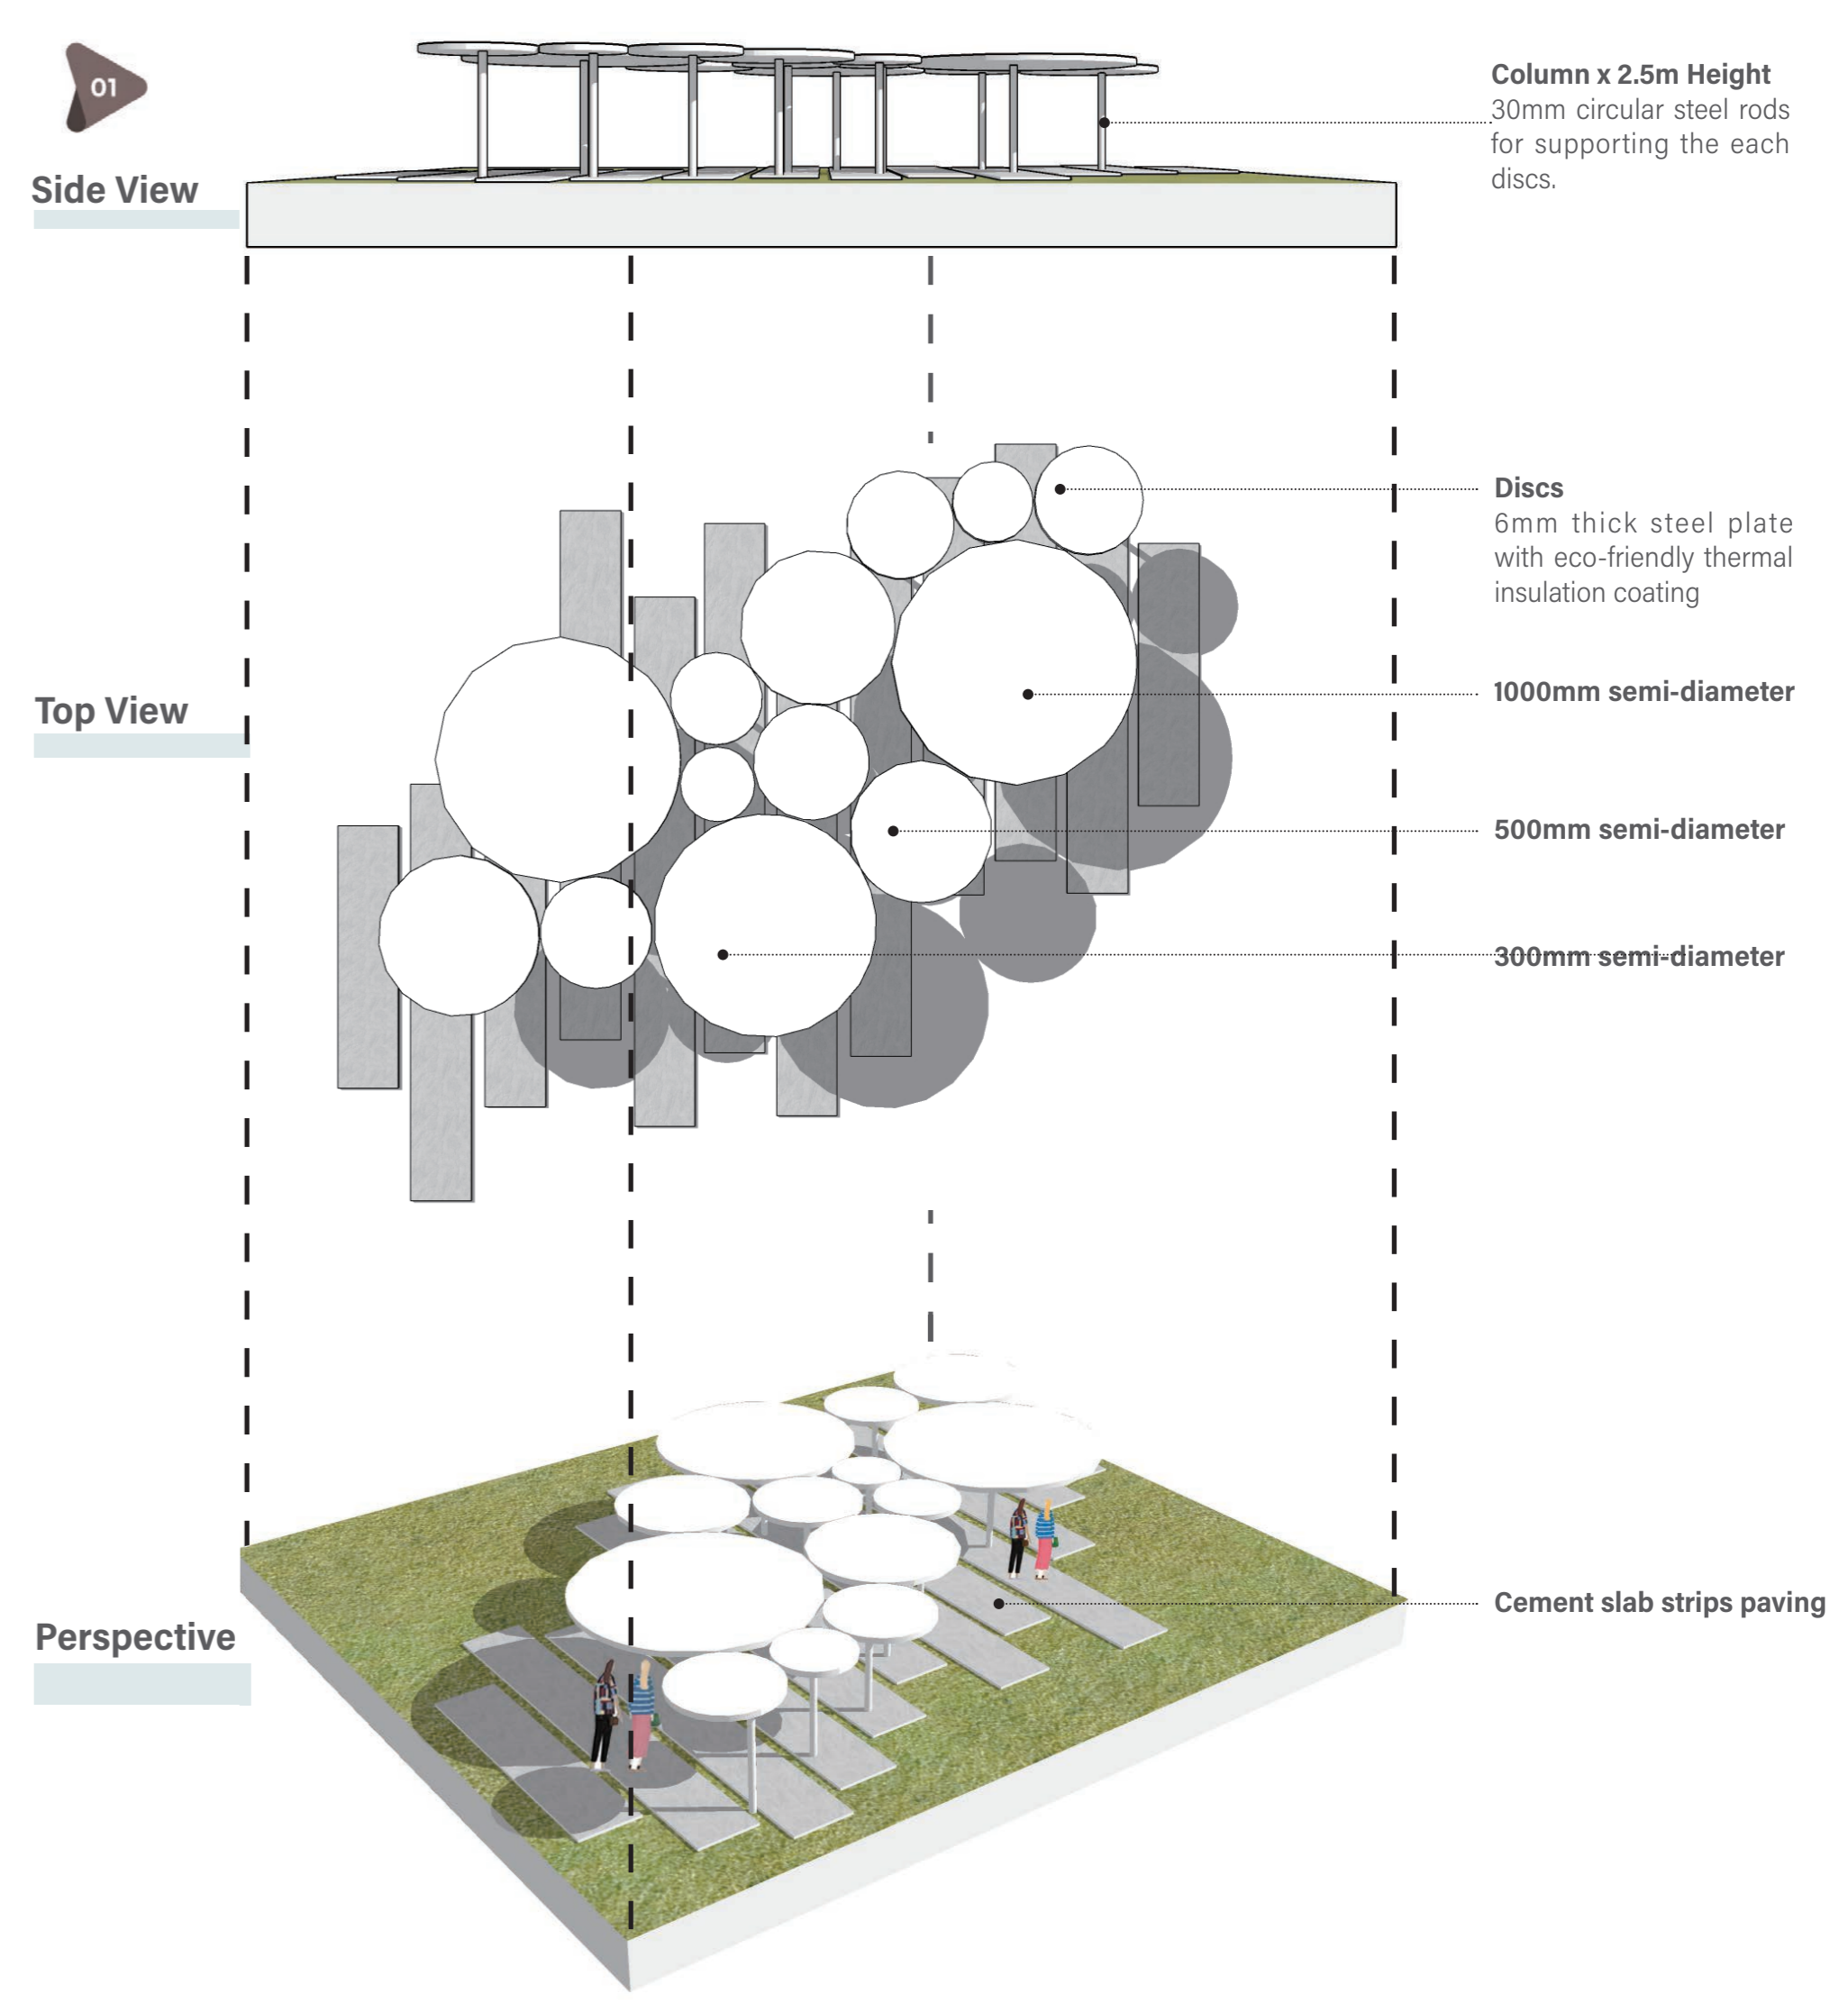 01
Side View
Column x 2.5m Height
30mm circular steel rods
for supporting the each
discs.
Discs
6mm thick steel plate
with eco-friendly thermal
insulation coating
Top View
1000mm semi-diameter
500mm semi-diameter
300mm semi-diameter
Perspective
Cement slab strips paving